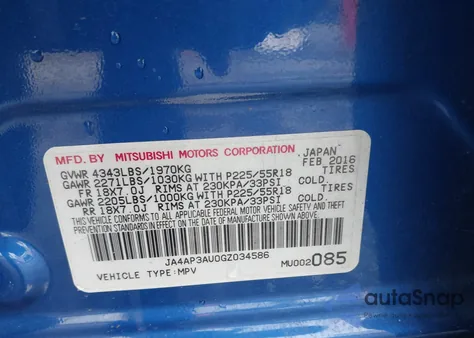 MFD. BY MITSUBISHI MOTORS CORPORATION JAPAN
GVWR 4343LBS/1970KG FEB 2016
GAWR 2271LBS/1030KG WITH P225/55R18 TIRES
FR 18X7.0J RIMS AT 230KPA/33PSI COLD.
GAWR 2205LBS/1000KG WITH P225/55R18 TIRES
RR 18X7.0J RIMS AT 230KPA/33PSI COLD.
THIS VEHICLE CONFORMS TO ALL APPLICABLE FEDERAL MOTOR VEHICLE SAFETY, BUMPER AND THEFT
PREVENTION STANDARDS IN EFFECT ON THE DATE OF MANUFACTURE SHOWN ABOVE.
JA4AP3AU0GZ034586
VEHICLE TYPE:MPV MU002085
autoSnap